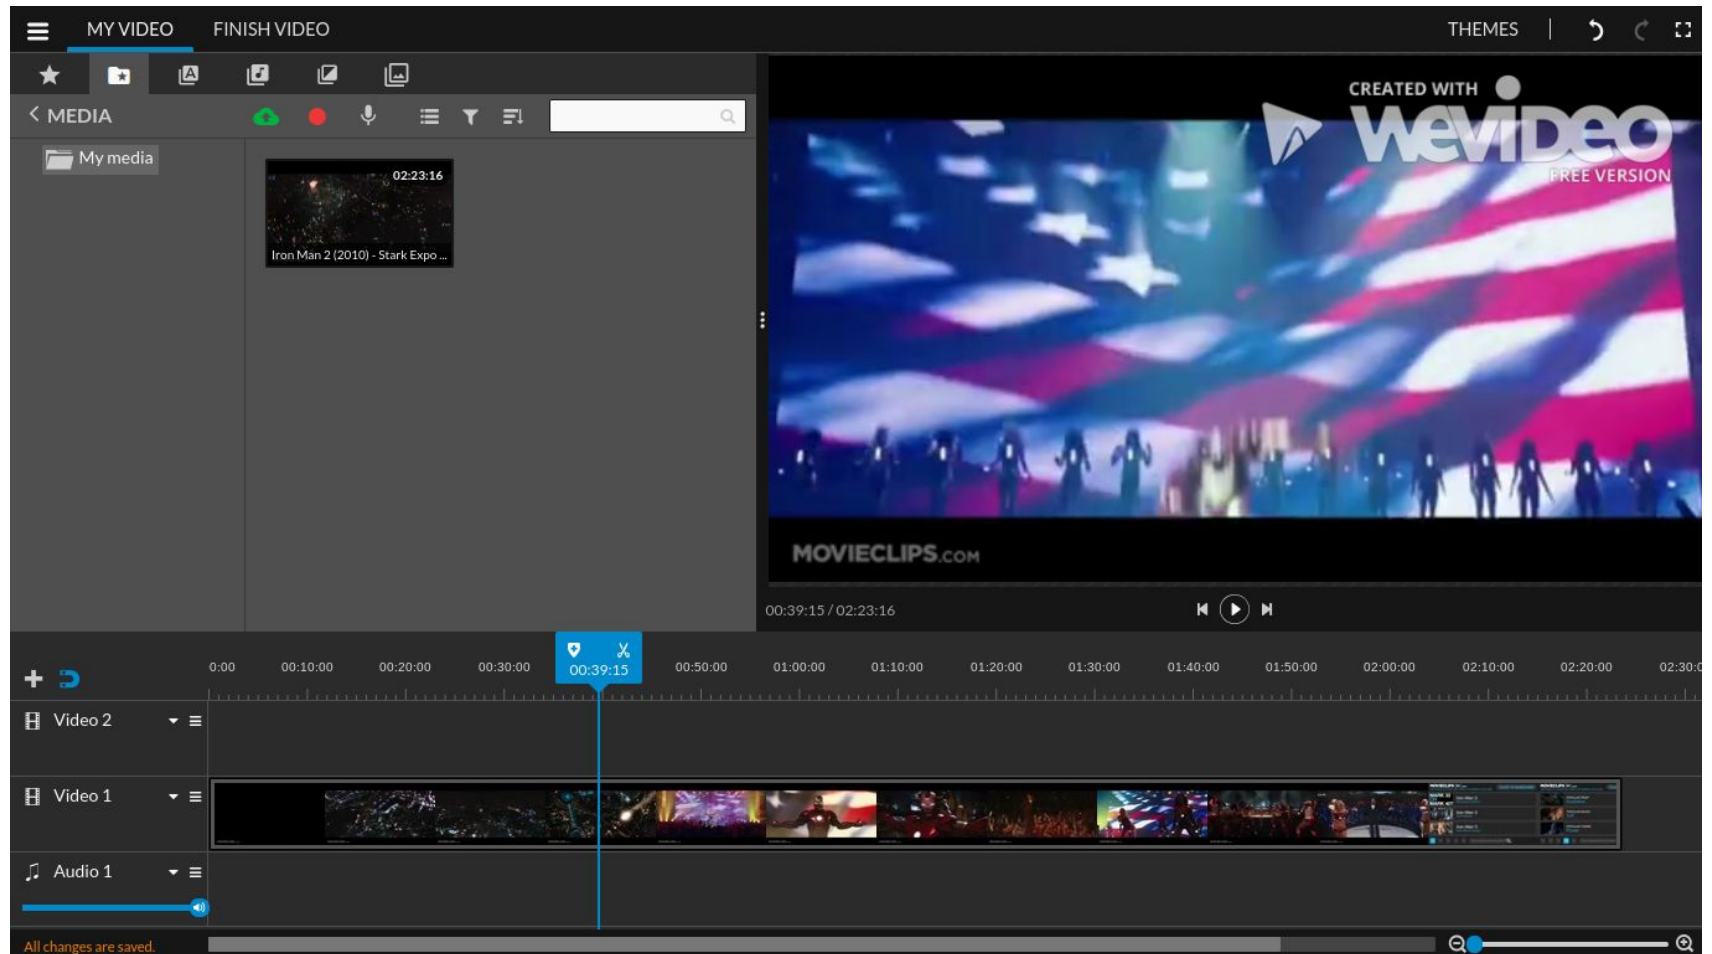 MY VIDEO
FINISH VIDEO
THEMES
MEDIA
My media
02:23:16
Iron Man 2 (2010) - Stark Expo ...
CREATED WITH
WEVIDEO
FREE VERSION
MOVIECLIPS.COM
00:39:15 / 02:23:16
0:00 00:10:00 00:20:00 00:30:00 00:39:15 00:50:00 01:00:00 01:10:00 01:20:00 01:30:00 01:40:00 01:50:00 02:00:00 02:10:00 02:20:00 02:30:0
Video 2
Video 1
Audio 1
All changes are saved.